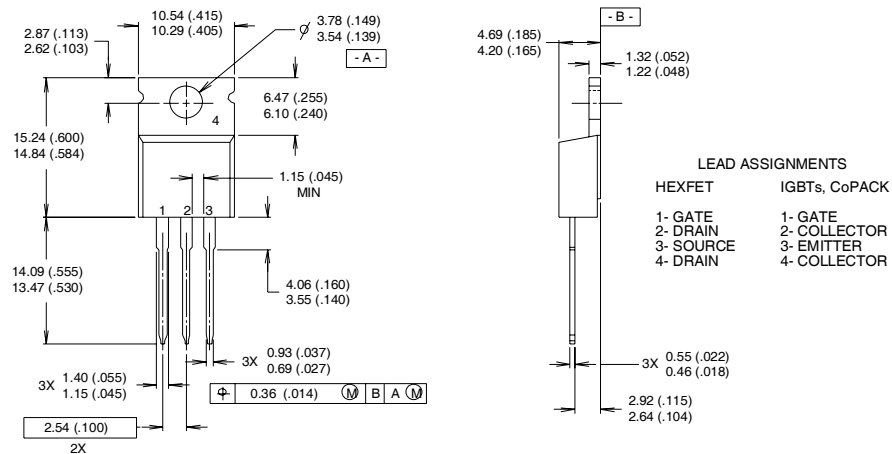 10.54 (.415)
10.29 (.405)
2.87 (.113)
2.62 (.103)
ø 3.78 (.149)
3.54 (.139)
- A -
4
6.47 (.255)
6.10 (.240)
15.24 (.600)
14.84 (.584)
1.15 (.045)
MIN
1 2 3
14.09 (.555)
13.47 (.530)
4.06 (.160)
3.55 (.140)
3X 0.93 (.037)
0.69 (.027)
3X 1.40 (.055)
1.15 (.045)
⌖ 0.36 (.014) Ⓜ B A Ⓜ
2.54 (.100)
2X
- B -
4.69 (.185)
4.20 (.165)
1.32 (.052)
1.22 (.048)
3X 0.55 (.022)
0.46 (.018)
2.92 (.115)
2.64 (.104)
LEAD ASSIGNMENTS
HEXFET IGBTs, CoPACK
1- GATE 1- GATE
2- DRAIN 2- COLLECTOR
3- SOURCE 3- EMITTER
4- DRAIN 4- COLLECTOR